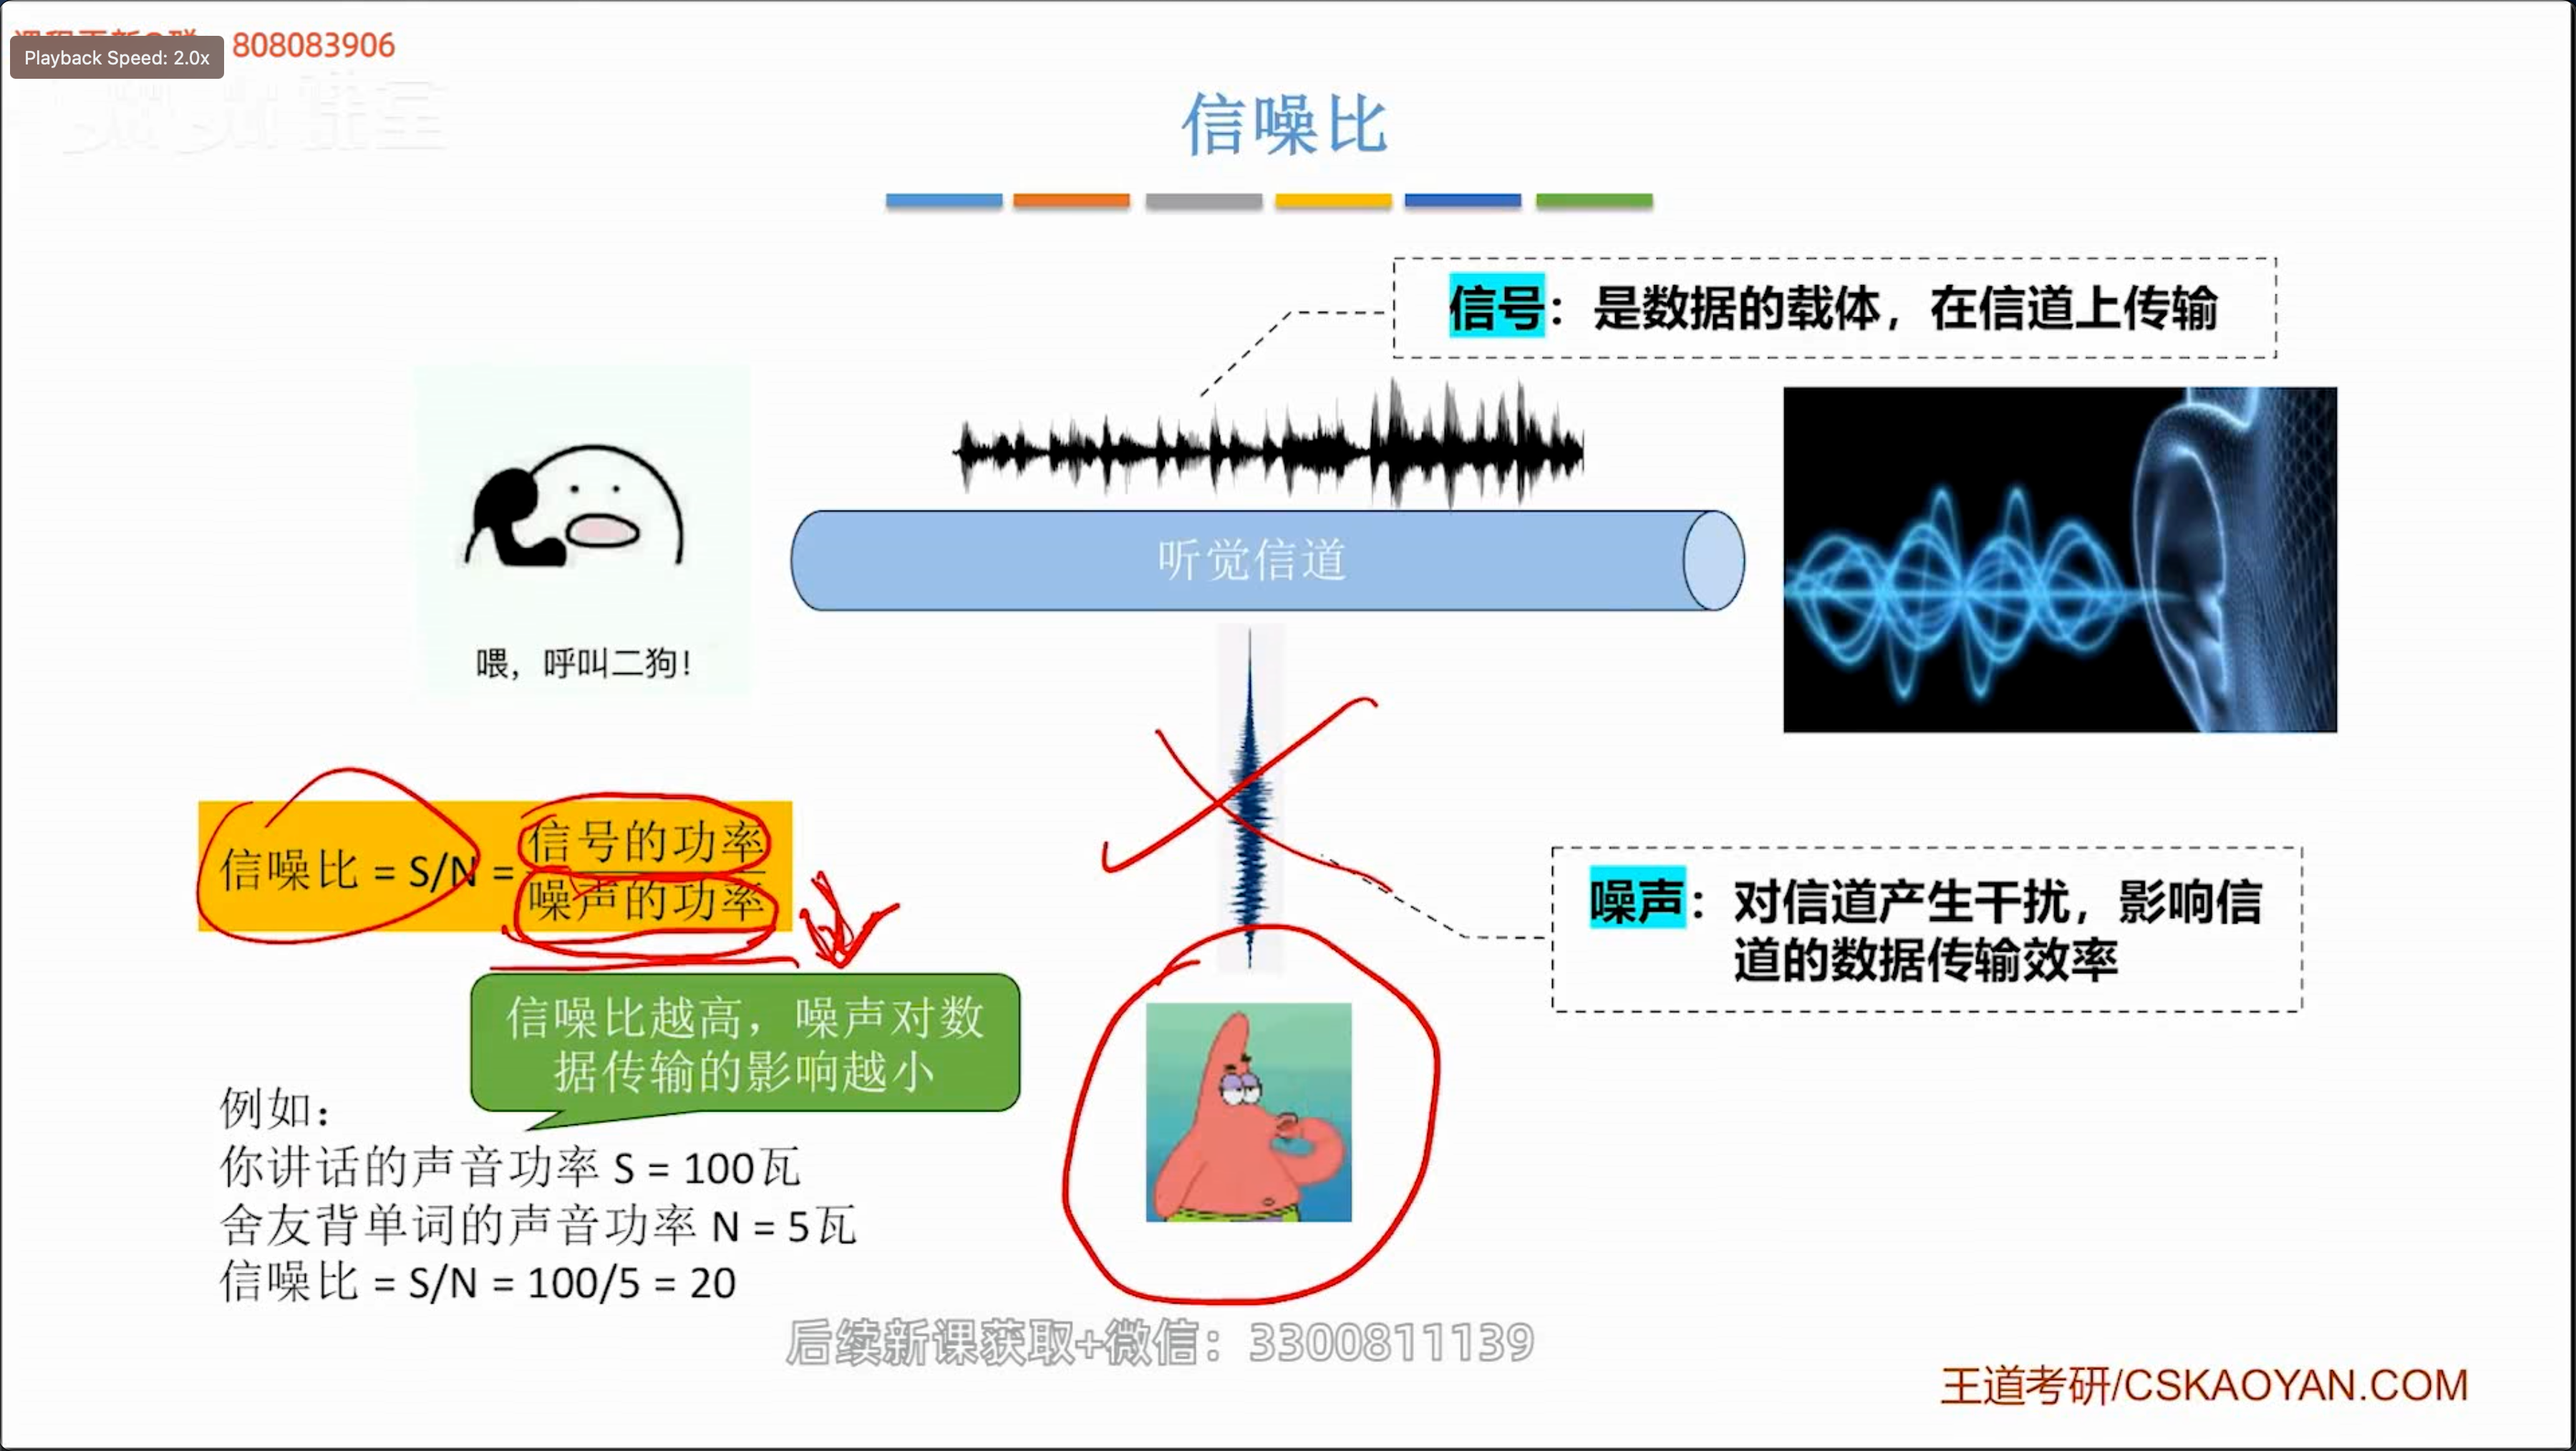 808083906
Playback Speed: 2.0x
信噪比
信号：是数据的载体，在信道上传输
听觉信道
喂，呼叫二狗！
信噪比 = S/N = 信号的功率
噪声的功率
噪声：对信道产生干扰，影响信
道的数据传输效率
信噪比越高，噪声对数
据传输的影响越小
例如：
你讲话的声音功率 S = 100瓦
舍友背单词的声音功率 N = 5瓦
信噪比 = S/N = 100/5 = 20
后续新课获取+微信：3300811139
王道考研/CSKAOYAN.COM